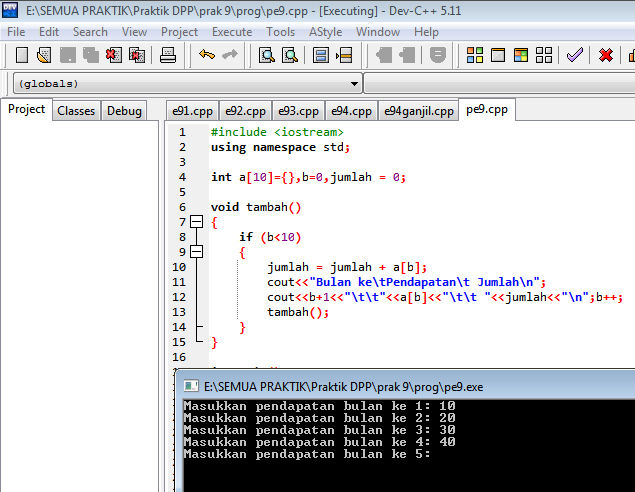 E:\SEMUA PRAKTIK\Praktik DPP\prak 9\prog\pe9.cpp - [Executing] - Dev-C++ 5.11
File Edit Search View Project Execute Tools AStyle Window Help
(globals)
Project Classes Debug e91.cpp e92.cpp e93.cpp e94.cpp e94ganjil.cpp pe9.cpp
1 #include <iostream>
2 using namespace std;
3
4 int a[10]={},b=0,jumlah = 0;
5
6 void tambah()
7 {
8 if (b<10)
9 {
10 jumlah = jumlah + a[b];
11 cout<<"Bulan ke\tPendapatan\t Jumlah\n";
12 cout<<b+1<<"\t\t"<<a[b]<<"\t\t "<<jumlah<<"\n";b++;
13 tambah();
14 }
15 }
16
E:\SEMUA PRAKTIK\Praktik DPP\prak 9\prog\pe9.exe
Masukkan pendapatan bulan ke 1: 10
Masukkan pendapatan bulan ke 2: 20
Masukkan pendapatan bulan ke 3: 30
Masukkan pendapatan bulan ke 4: 40
Masukkan pendapatan bulan ke 5: